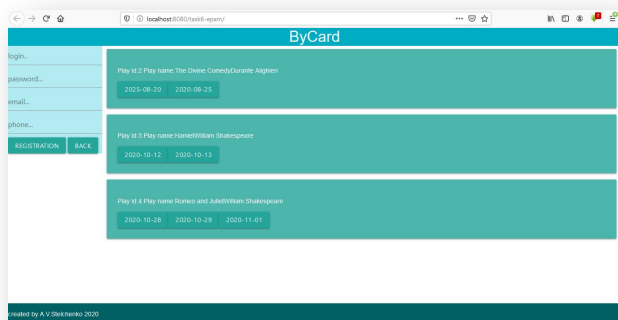 localhost:8080/task6-epam/
ByCard
login..
password...
email...
phone...
REGISTRATION BACK
Play id:2 Play name:The Divine ComedyDurante Alighieri
2025-08-20 2020-08-25
Play id:3 Play name:HamletWilliam Shakespeare
2020-10-12 2020-10-13
Play id:4 Play name:Romeo and JulietWilliam Shakespeare
2020-10-28 2020-10-29 2020-11-01
created by A.V.Stelchenko 2020